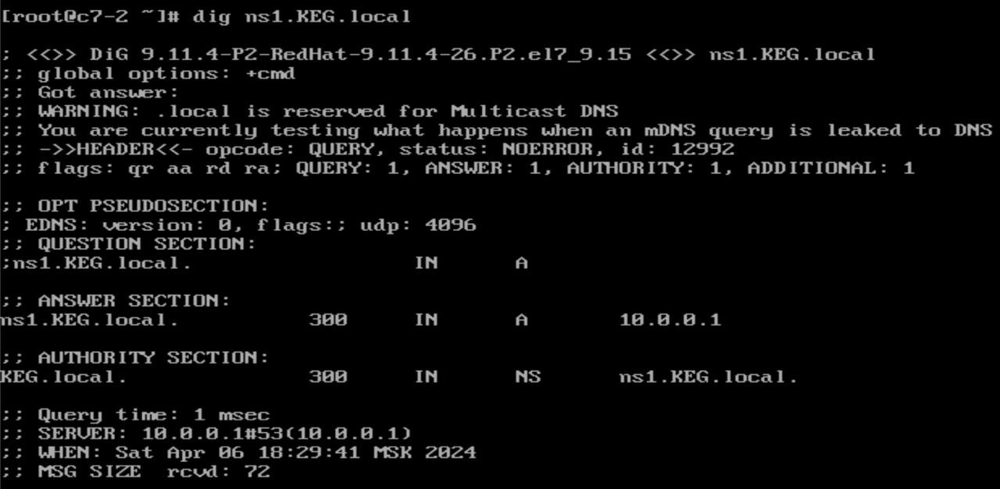 [root@c7-2 ~]# dig ns1.KEG.local
; <<>> DiG 9.11.4-P2-RedHat-9.11.4-26.P2.el7_9.15 <<>> ns1.KEG.local
;; global options: +cmd
;; Got answer:
;; WARNING: .local is reserved for Multicast DNS
;; You are currently testing what happens when an mDNS query is leaked to DNS
;; ->>HEADER<<- opcode: QUERY, status: NOERROR, id: 12992
;; flags: qr aa rd ra; QUERY: 1, ANSWER: 1, AUTHORITY: 1, ADDITIONAL: 1
;; OPT PSEUDOSECTION:
; EDNS: version: 0, flags:; udp: 4096
;; QUESTION SECTION:
;ns1.KEG.local. IN A
;; ANSWER SECTION:
ns1.KEG.local. 300 IN A 10.0.0.1
;; AUTHORITY SECTION:
KEG.local. 300 IN NS ns1.KEG.local.
;; Query time: 1 msec
;; SERVER: 10.0.0.1#53(10.0.0.1)
;; WHEN: Sat Apr 06 18:29:41 MSK 2024
;; MSG SIZE rcvd: 72